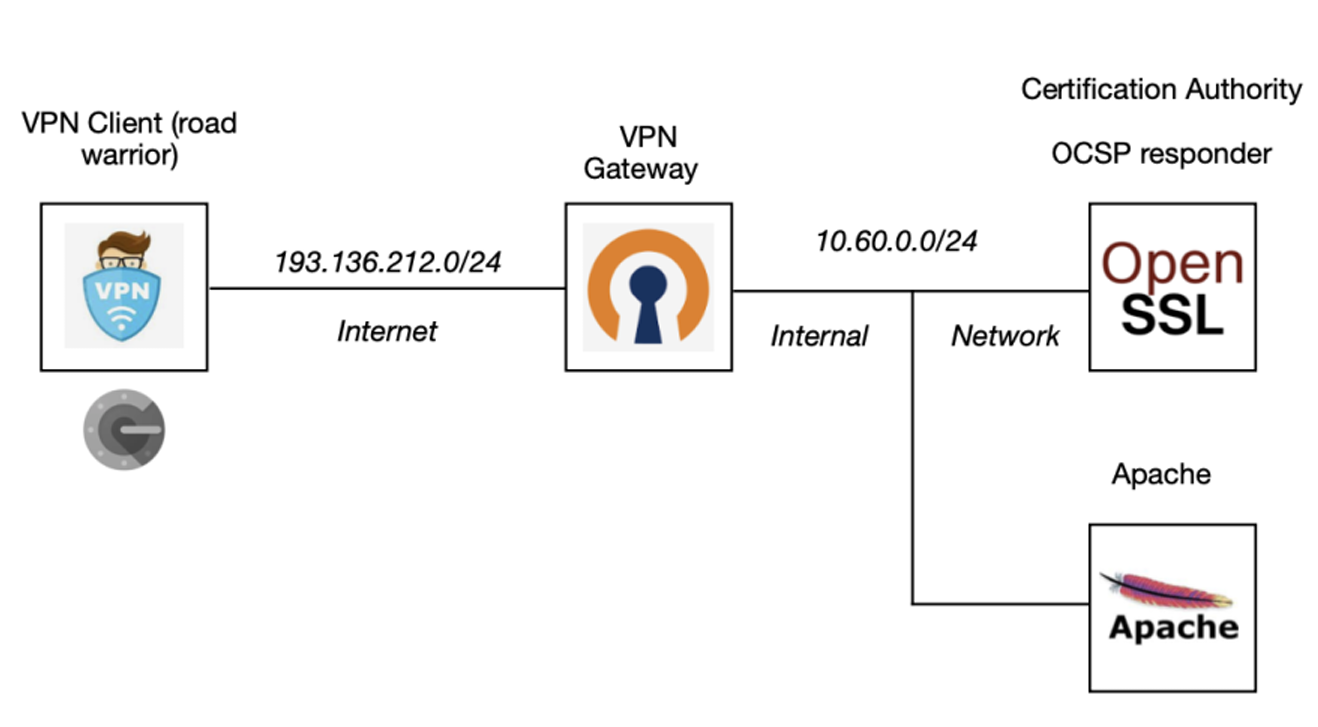 VPN Client (road
warrior)
VPN
193.136.212.0/24
Internet
VPN
Gateway
10.60.0.0/24
Internal
Network
Certification Authority
OCSP responder
Open
SSL
Apache
Apache